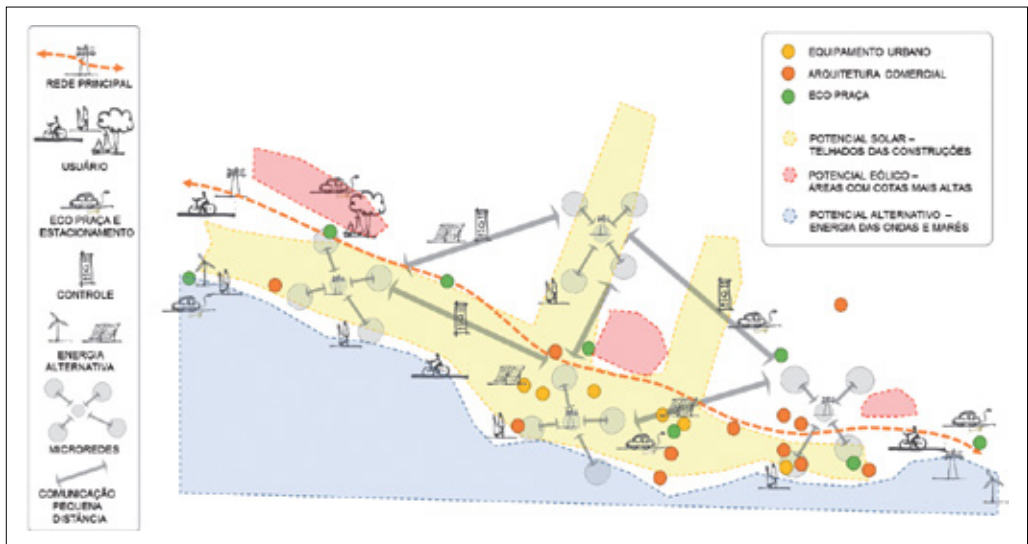 REDE PRINCIPAL
USUÁRIO
ECO PRAÇA E
ESTACIONAMENTO
CONTROLE
ENERGIA
ALTERNATIVA
MICROREDES
COMUNICAÇÃO
PEQUENA
DISTÂNCIA
EQUIPAMENTO URBANO
ARQUITETURA COMERCIAL
ECO PRAÇA
POTENCIAL SOLAR –
TELHADOS DAS CONSTRUÇÕES
POTENCIAL EÓLICO –
ÁREAS COM COTAS MAIS ALTAS
POTENCIAL ALTERNATIVO –
ENERGIA DAS ONDAS E MARÉS